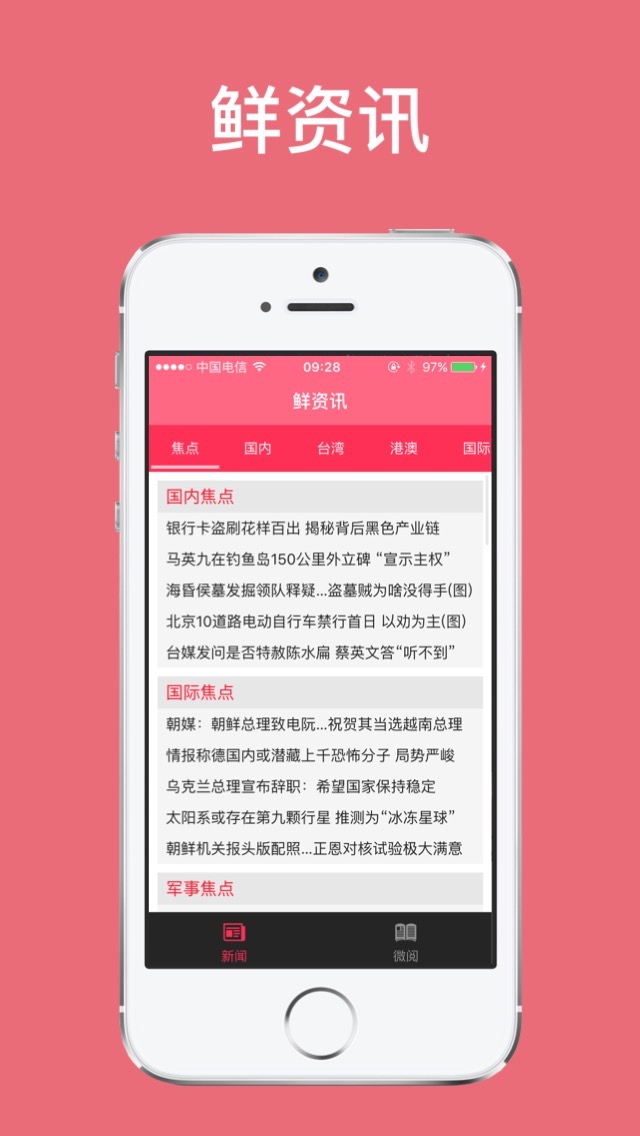 鲜资讯
中国电信 09:28 97%
鲜资讯
焦点 国内 台湾 港澳 国际
国内焦点
银行卡盗刷花样百出 揭秘背后黑色产业链
马英九在钓鱼岛150公里外立碑 “宣示主权”
海昏侯墓发掘领队释疑...盗墓贼为啥没得手(图)
北京10道路电动自行车禁行首日 以劝为主(图)
台媒发问是否特赦陈水扁 蔡英文答“听不到”
国际焦点
朝媒：朝鲜总理致电阮...祝贺其当选越南总理
情报称德国内或潜藏上千恐怖分子 局势严峻
乌克兰总理宣布辞职：希望国家保持稳定
太阳系或存在第九颗行星 推测为“冰冻星球”
朝鲜机关报头版配照...正恩对核试验极大满意
军事焦点
新闻 微阅